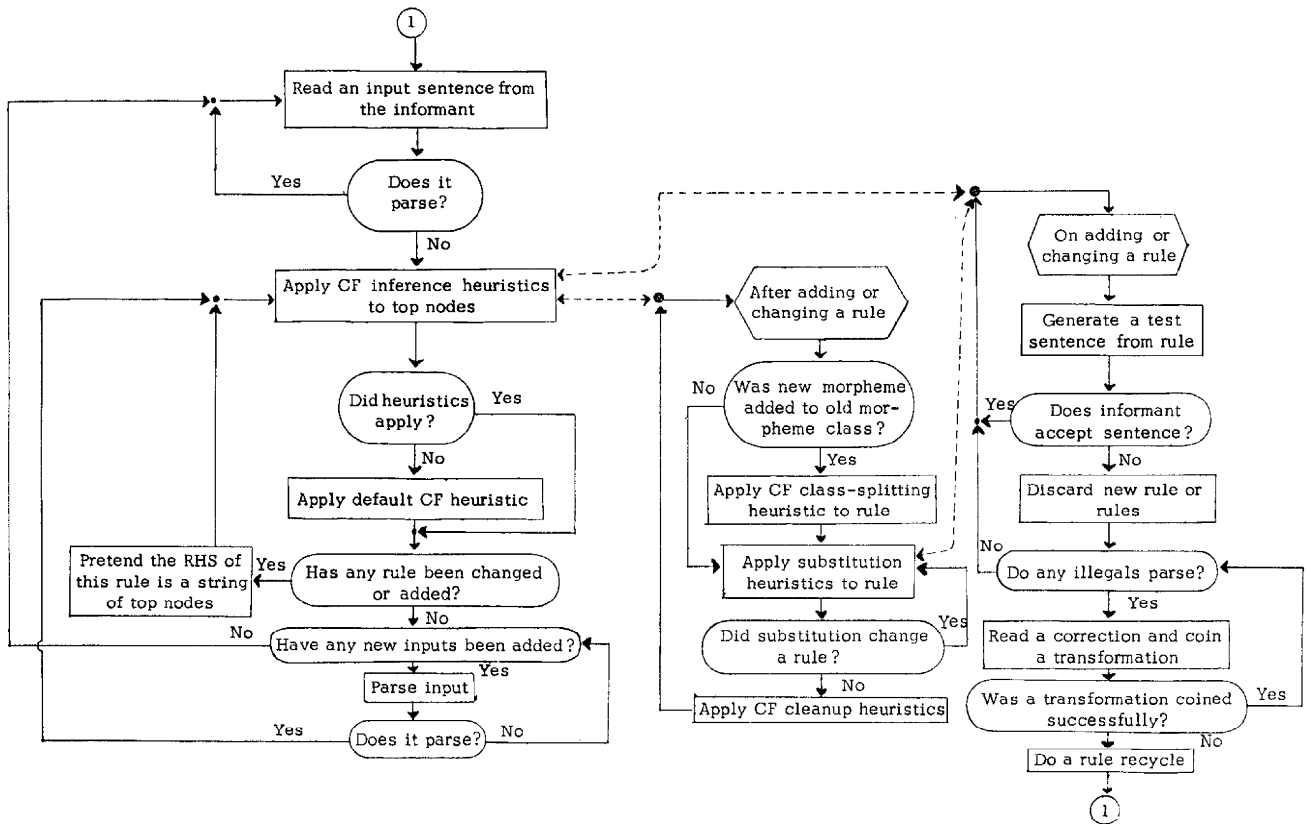 1
Read an input sentence from
the informant
Yes
Does it
parse?
No
Apply CF inference heuristics
to top nodes
Did heuristics
apply?
Yes
No
Apply default CF heuristic
Pretend the RHS of
this rule is a string
of top nodes
Yes
Has any rule been changed
or added?
No
No
Have any new inputs been added?
Yes
Parse input
Yes
Does it parse?
No
After adding or
changing a rule
No
Was new morpheme
added to old mor-
pheme class?
Yes
Apply CF class-splitting
heuristic to rule
Apply substitution
heuristics to rule
Yes
Did substitution change
a rule?
No
Apply CF cleanup heuristics
On adding or
changing a rule
Generate a test
sentence from rule
Yes
Does informant
accept sentence?
No
Discard new rule or
rules
No
Do any illegals parse?
Yes
Read a correction and coin
a transformation
Was a transformation coined
successfully?
Yes
No
Do a rule recycle
1